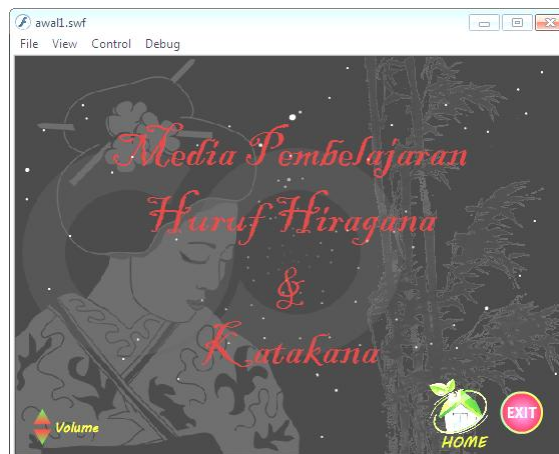 awal1.swf
File View Control Debug
Media Pembelajaran
Huruf Hiragana
&
Katakana
Volume
HOME
EXIT